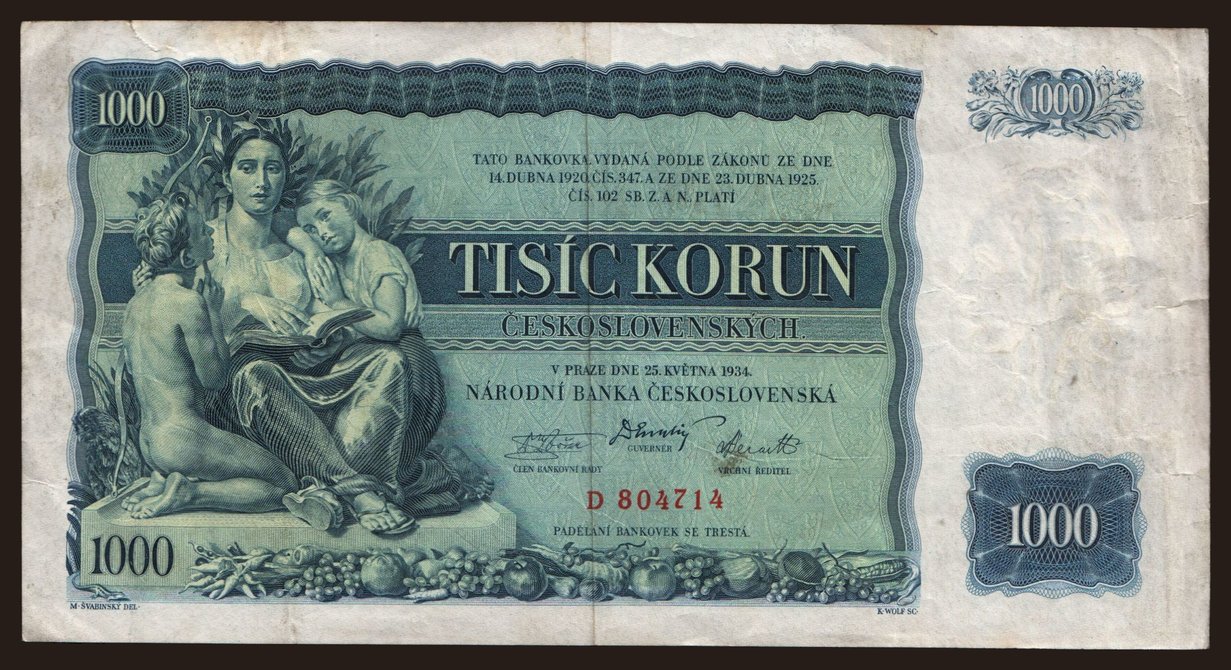 1000
1000
TATO BANKOVKA, VYDANÁ PODLE ZÁKONŮ ZE DNE
14. DUBNA 1920, ČÍS. 347. A ZE DNE 23. DUBNA 1925.
ČÍS. 102 SB. Z. A N., PLATÍ
TISÍC KORUN
ČESKOSLOVENSKÝCH.
V PRAZE DNE 25. KVĚTNA 1934.
NÁRODNÍ BANKA ČESKOSLOVENSKÁ
GUVERNÉR
ČLEN BANKOVNÍ RADY
VRCHNÍ ŘEDITEL
D 804714
PADĚLÁNÍ BANKOVEK SE TRESTÁ.
1000
1000
M. ŠVABINSKÝ DEL.
K. WOLF SC.